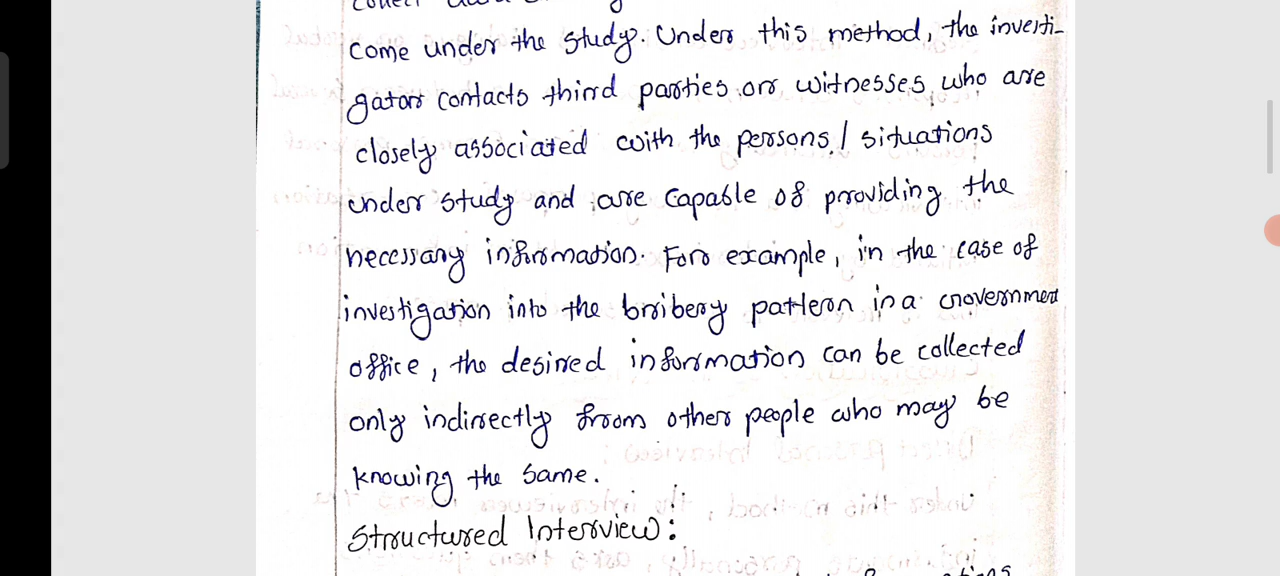 come under the study. Under this method, the investi-
gator contacts third parties or witnesses who are
closely associated with the persons / situations
under study and are capable of providing the
necessary information. For example, in the case of
investigation into the bribery pattern in a Government
office, the desired information can be collected
only indirectly from other people who may be
knowing the same.
Structured Interview: